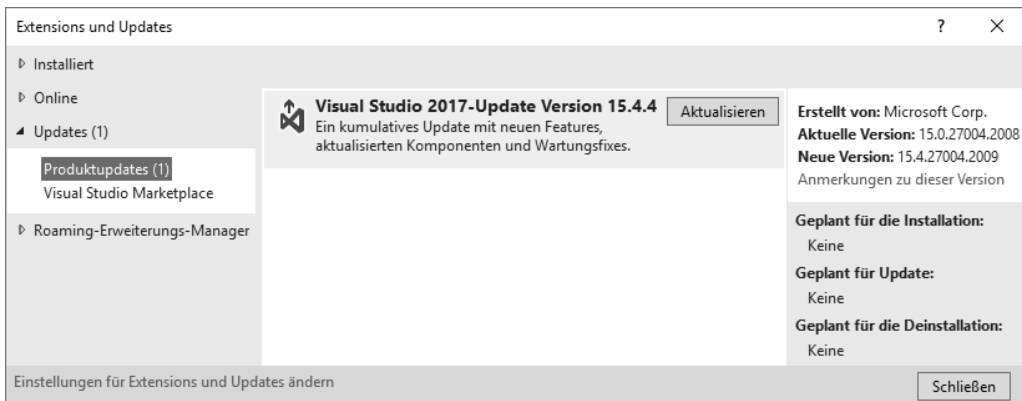 Extensions und Updates
?
Installiert
Online
Updates (1)
Produktupdates (1)
Visual Studio Marketplace
Roaming-Erweiterungs-Manager
Visual Studio 2017-Update Version 15.4.4
Aktualisieren
Ein kumulatives Update mit neuen Features,
aktualisierten Komponenten und Wartungsfixes.
Erstellt von: Microsoft Corp.
Aktuelle Version: 15.0.27004.2008
Neue Version: 15.4.27004.2009
Anmerkungen zu dieser Version
Geplant für die Installation:
Keine
Geplant für Update:
Keine
Geplant für die Deinstallation:
Keine
Einstellungen für Extensions und Updates ändern
Schließen